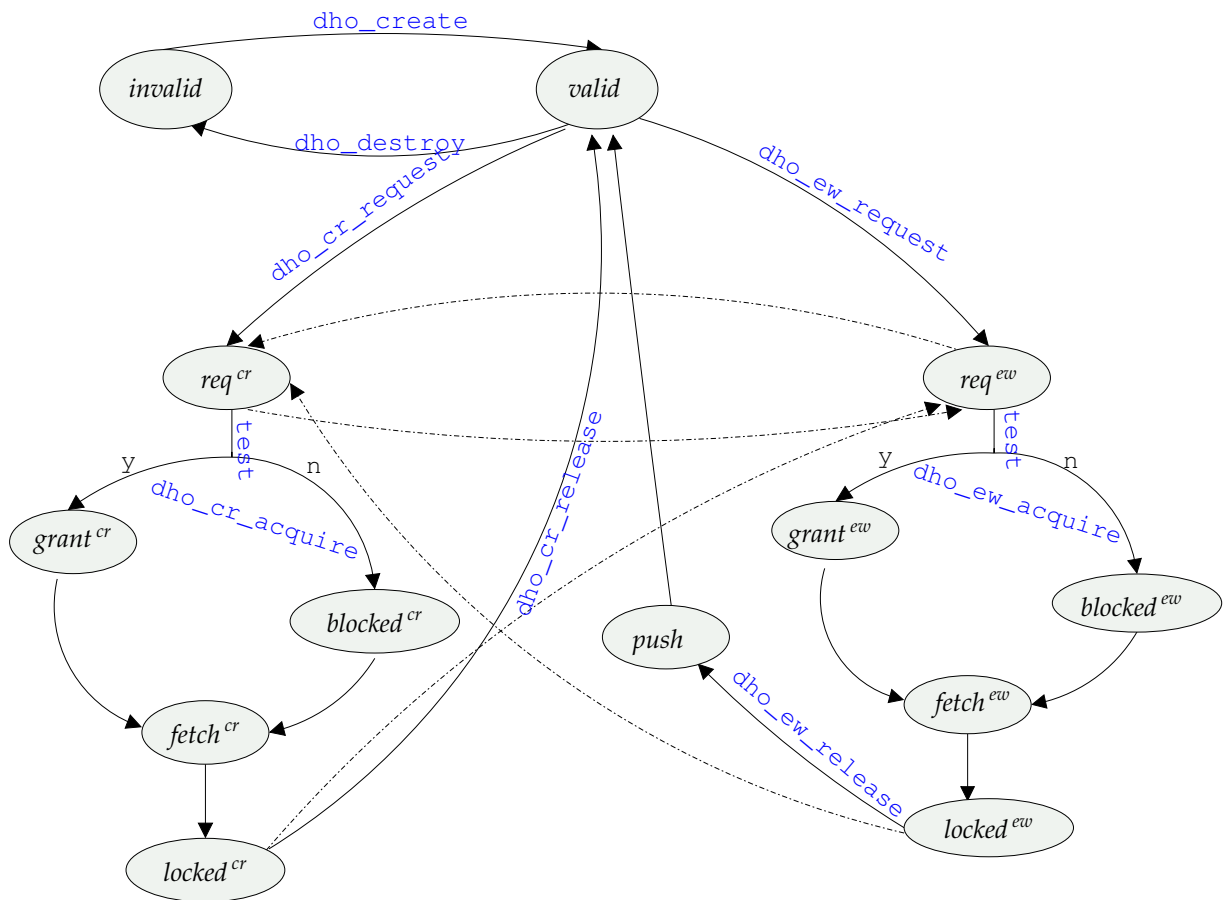 dho_create
invalid
valid
dho_destroy
dho_cr_requesty
dho_ew_request
req cr
req ew
test
test
y
n
y
n
dho_cr_acquire
dho_ew_acquire
dho_cr_release
grant cr
grant ew
blocked cr
blocked ew
push
fetch cr
fetch ew
dho_ew_release
locked cr
locked ew